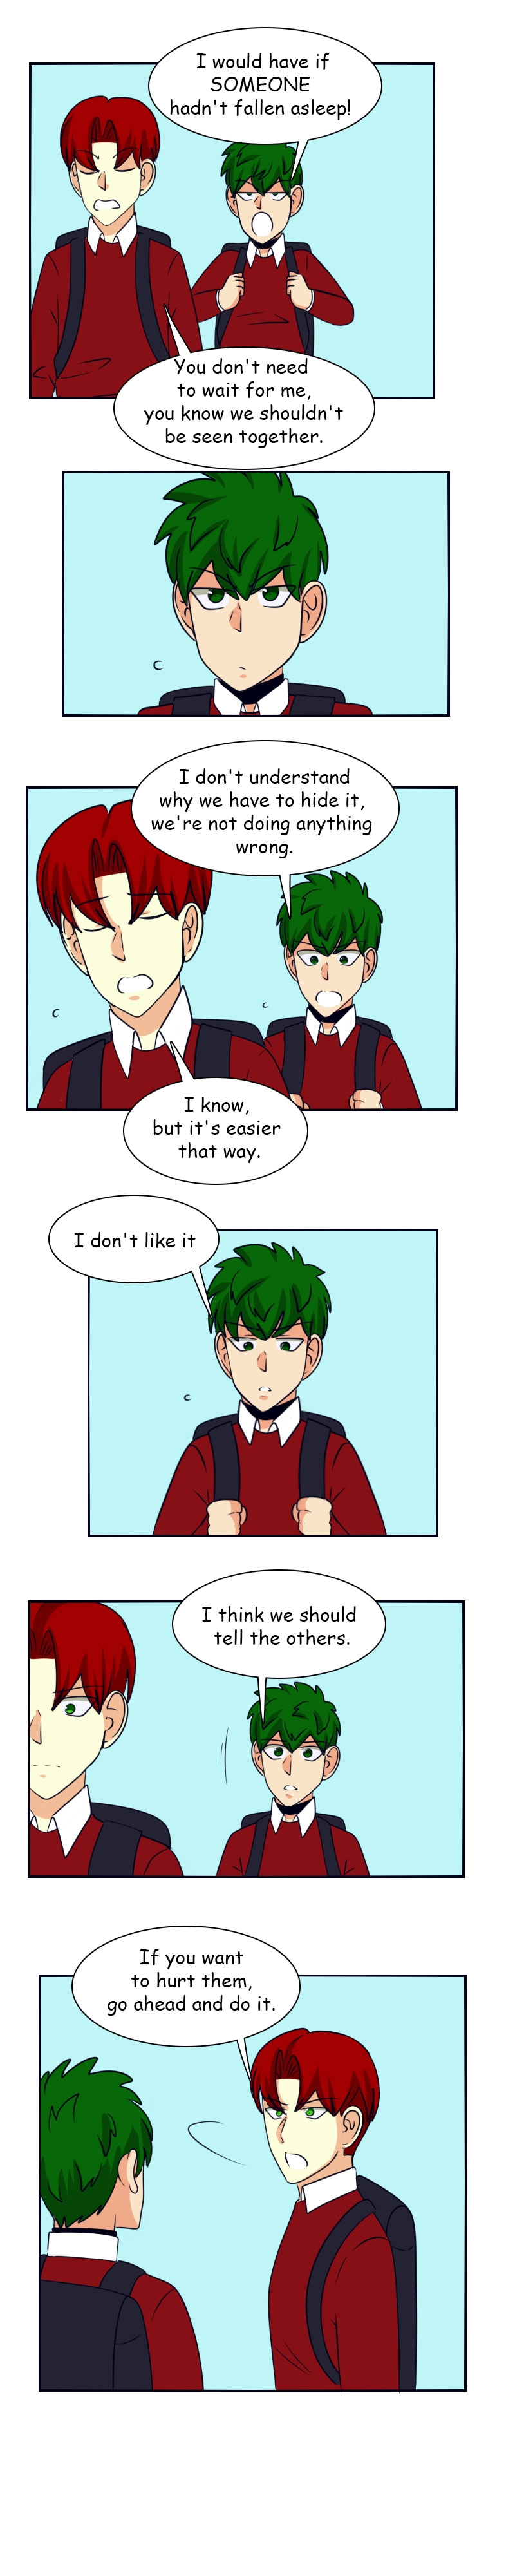 I would have if
SOMEONE
hadn't fallen asleep!
You don't need
to wait for me,
you know we shouldn't
be seen together.
I don't understand
why we have to hide it,
we're not doing anything
wrong.
I know,
but it's easier
that way.
I don't like it
I think we should
tell the others.
If you want
to hurt them,
go ahead and do it.